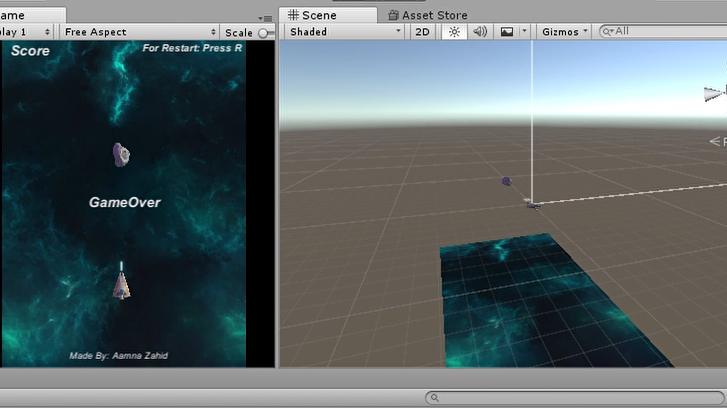 ame
Scene
Asset Store
play 1
Free Aspect
Scale
Shaded
2D
Gizmos
All
Score
For Restart: Press R
GameOver
Made By: Aamna Zahid